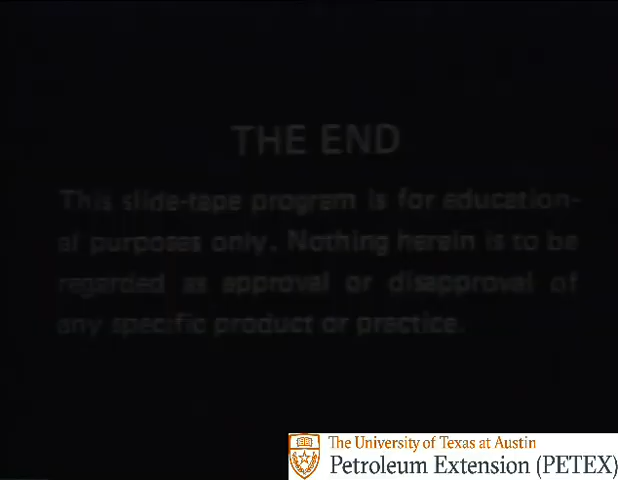 THE END
This slide-tape program is for education-
al purposes only. Nothing herein is to be
regarded as approval or disapproval of
any specific product or practice.
The University of Texas at Austin
Petroleum Extension (PETEX)